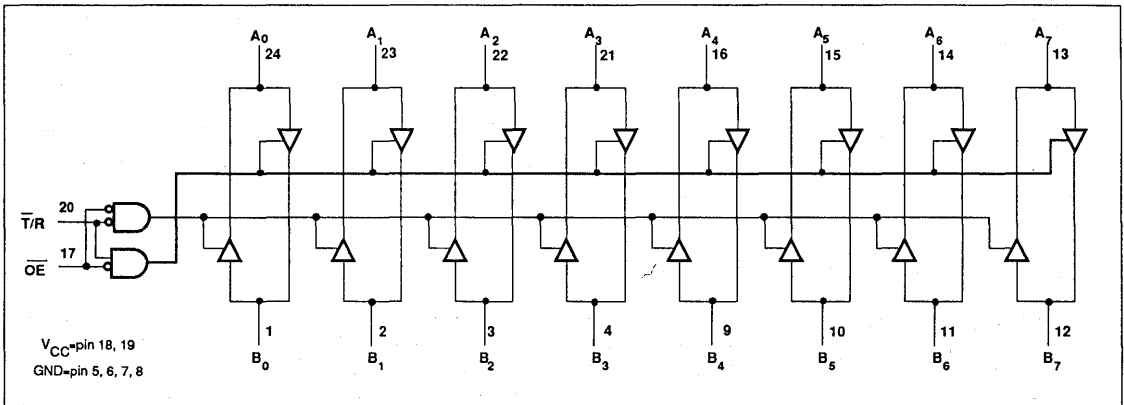 A0 A1 A2 A3 A4 A5 A6 A7
24 23 22 21 16 15 14 13
20
T̅/R
17
O̅E̅
1 2 3 4 9 10 11 12
B0 B1 B2 B3 B4 B5 B6 B7
VCC=pin 18, 19
GND=pin 5, 6, 7, 8